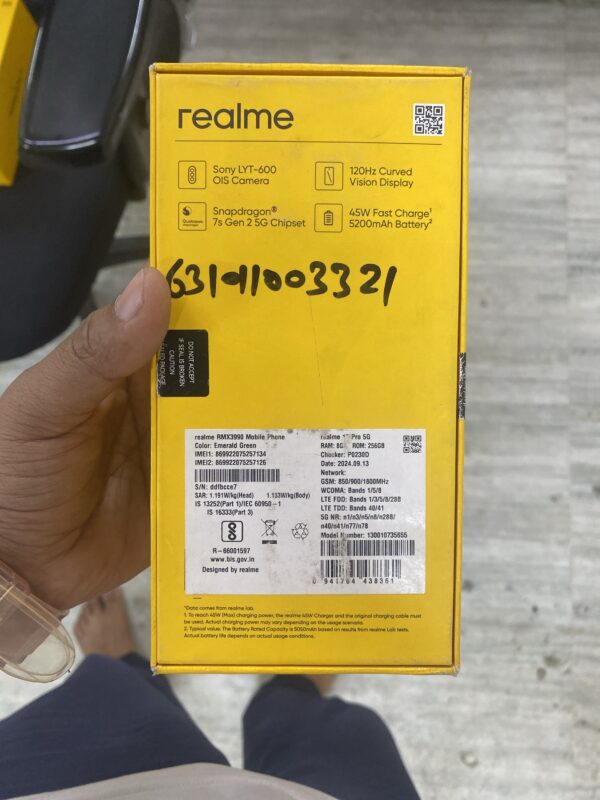 realme
Sony LYT-600
OIS Camera
120Hz Curved
Vision Display
Snapdragon®
7s Gen 2 5G Chipset
45W Fast Charge¹
5200mAh Battery²
DO NOT ACCEPT
IF SEAL IS BROKEN
CAUTION
realme RMX3990 Mobile Phone
Color: Emerald Green
IMEI1: 869922075257134
IMEI2: 869922075257126
S/N: ddfbcce7
SAR: 1.191W/kg(Head) 1.133W/kg(Body)
IS 13252(Part 1)/IEC 60950-1
IS 16333(Part 3)
R-66001597
www.bis.gov.in
Designed by realme
realme Pro 5G
RAM: 8G ROM: 256GB
Checker: P0230D
Date: 2024.09.13
Network:
GSM: 850/900/1800MHz
WCDMA: Bands 1/5/8
LTE FDD: Bands 1/3/5/8/28B
LTE TDD: Bands 40/41
5G NR: n1/n3/n5/n8/n28B/
n40/n41/n77/n78
Model Number: 130010735655
*Data comes from realme lab.
1. To reach 45W (Max) charging power, the realme 45W Charger and the original charging cable must
be used. Actual charging power may vary depending on the usage scenario.
2. Typical value. The Battery Rated Capacity is 5050mAh based on results from realme Lab tests.
Actual battery life depends on actual usage conditions.